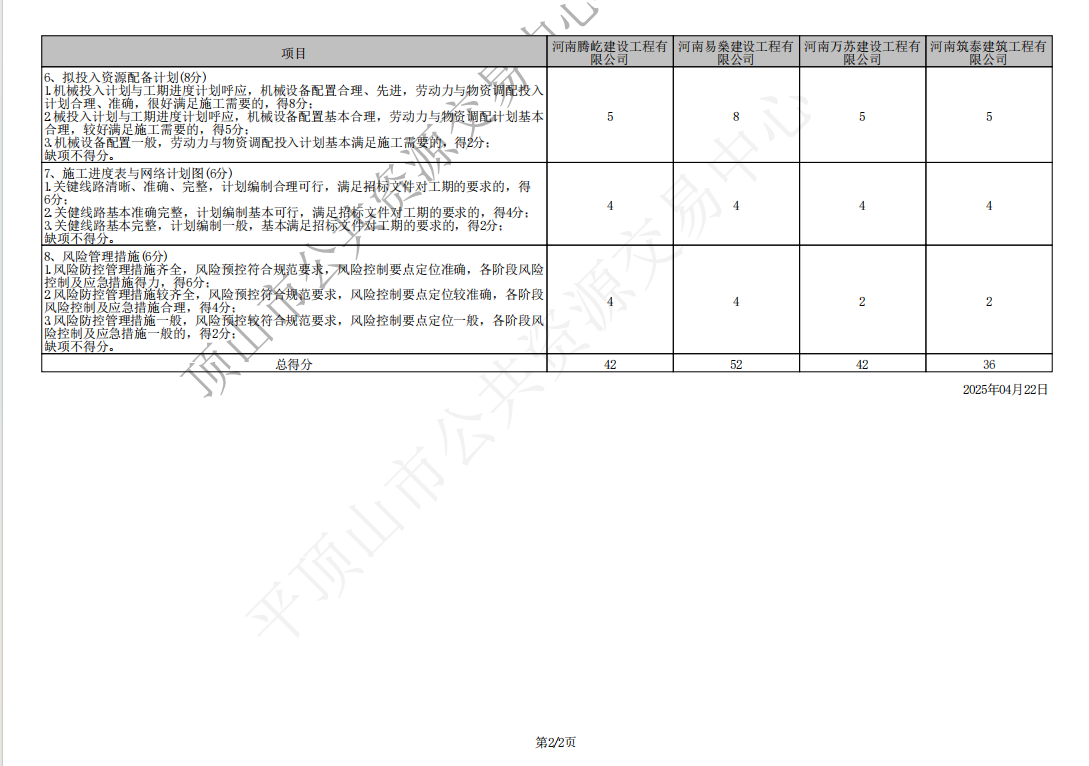 项目
河南腾屹建设工程有
限公司
河南易燊建设工程有
限公司
河南万苏建设工程有
限公司
河南筑泰建筑工程有
限公司
6、拟投入资源配备计划(8分)
1.机械投入计划与工期进度计划呼应，机械设备配置合理、先进，劳动力与物资调配投入
计划合理、准确，很好满足施工需要的，得8分；
2.械投入计划与工期进度计划呼应，机械设备配置基本合理，劳动力与物资调配计划基本
合理，较好满足施工需要的，得5分；
3.机械设备配置一般，劳动力与物资调配投入计划基本满足施工需要的，得2分；
缺项不得分。
5
8
5
5
7、施工进度表与网络计划图(6分)
1.关键线路清晰、准确、完整，计划编制合理可行，满足招标文件对工期的要求的，得
6分；
2.关健线路基本准确完整，计划编制基本可行，满足招标文件对工期的要求的，得4分；
3.关健线路基本完整，计划编制一般，基本满足招标文件对工期的要求的，得2分；
缺项不得分。
4
4
4
4
8、风险管理措施(6分)
1.风险防控管理措施齐全，风险预控符合规范要求，风险控制要点定位准确，各阶段风险
控制及应急措施得力，得6分；
2.风险防控管理措施较齐全，风险预控符合规范要求，风险控制要点定位较准确，各阶段
风险控制及应急措施合理，得4分；
3.风险防控管理措施一般，风险预控较符合规范要求，风险控制要点定位一般，各阶段风
险控制及应急措施一般的，得2分；
缺项不得分。
4
4
2
2
总得分
42
52
42
36
2025年04月22日
顶山市公共资源交易中心
平顶山市公共资源交易中心
第2/2页